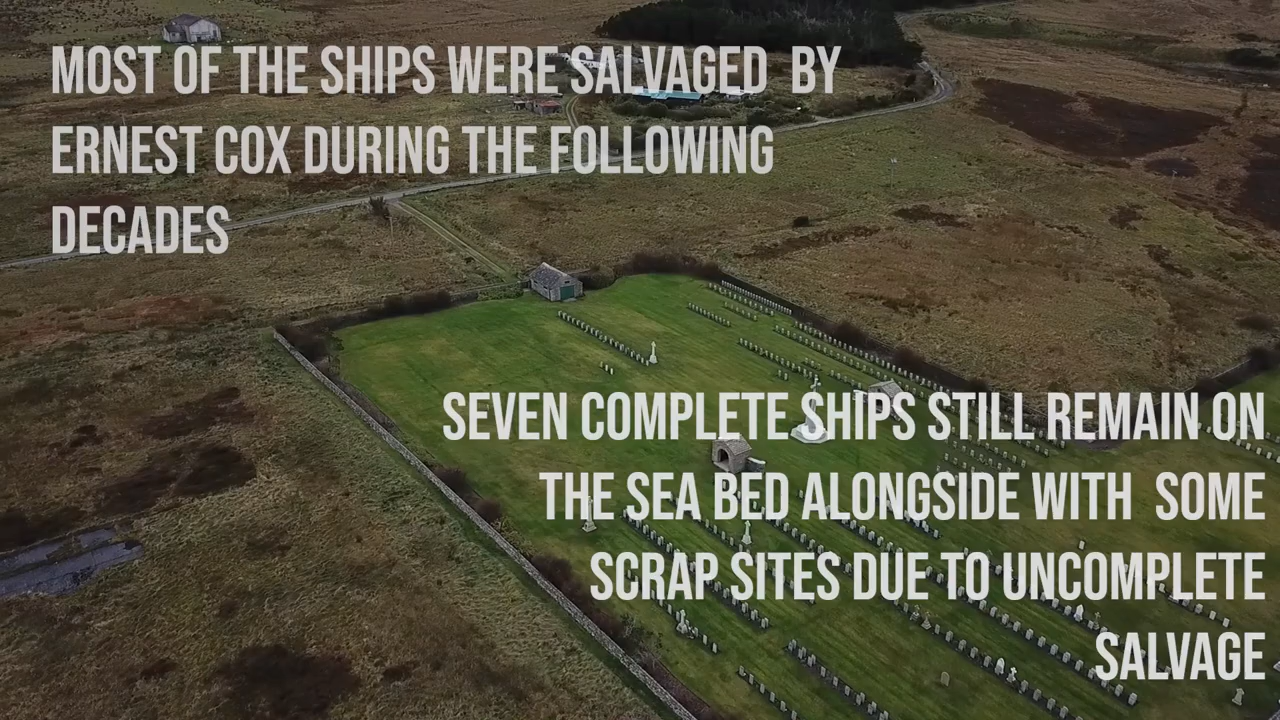 MOST OF THE SHIPS WERE SALVAGED  BY
ERNEST COX DURING THE FOLLOWING
DECADES
SEVEN COMPLETE SHIPS STILL REMAIN ON
THE SEA BED ALONGSIDE WITH  SOME
SCRAP SITES DUE TO UNCOMPLETE
SALVAGE